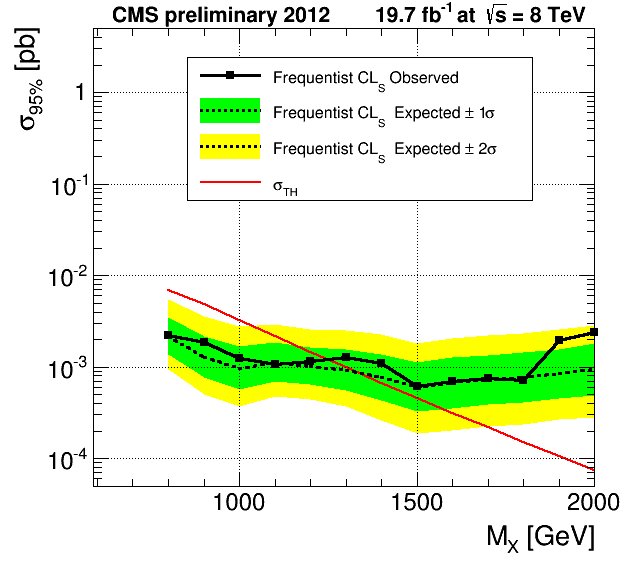 CMS preliminary 2012 19.7 fb⁻¹ at √s = 8 TeV
σ95% [pb]
Frequentist CLS Observed
Frequentist CLS Expected ± 1σ
Frequentist CLS Expected ± 2σ
σTH
1
10⁻¹
10⁻²
10⁻³
10⁻⁴
1000 1500 2000
MX [GeV]